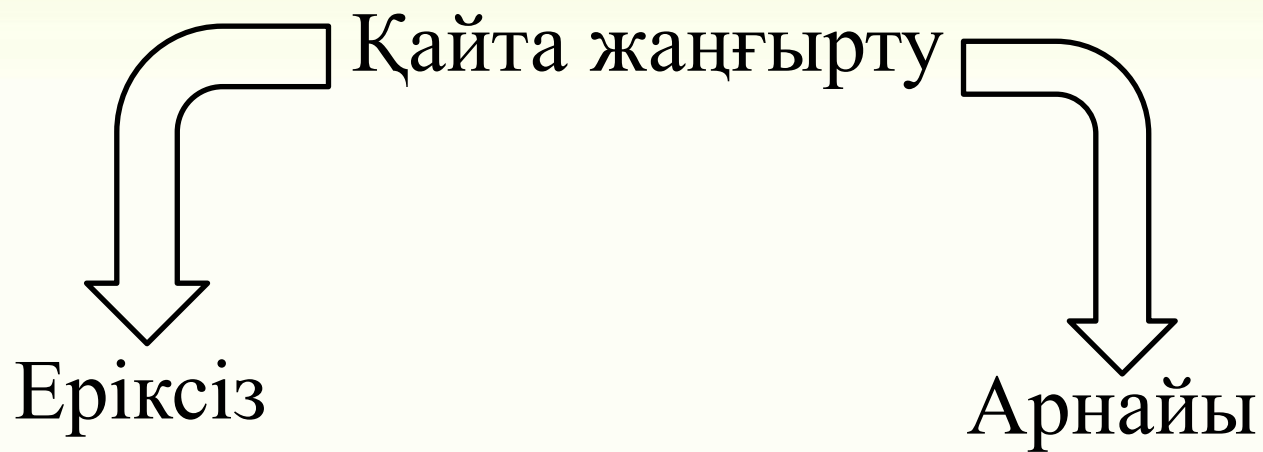 Қайта жаңғырту
Еріксіз
Арнайы